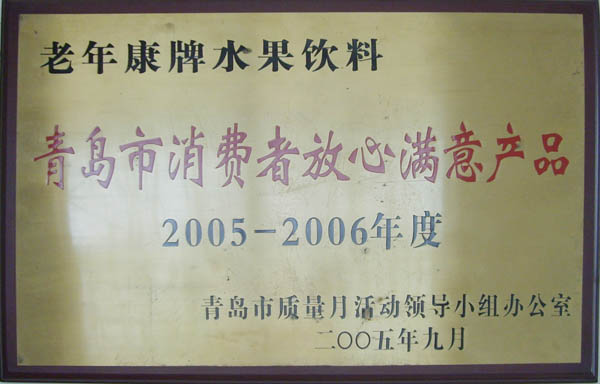 老年康牌水果饮料
青岛市消费者放心满意产品
2005-2006年度
青岛市质量月活动领导小组办公室
二〇〇五年九月